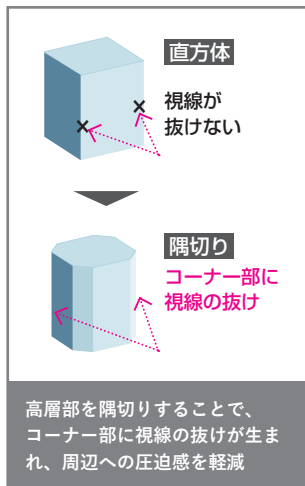 直方体
視線が
抜けない
隅切り
コーナー部に
視線の抜け
高層部を隅切りすることで、
コーナー部に視線の抜けが生ま
れ、周辺への圧迫感を軽減